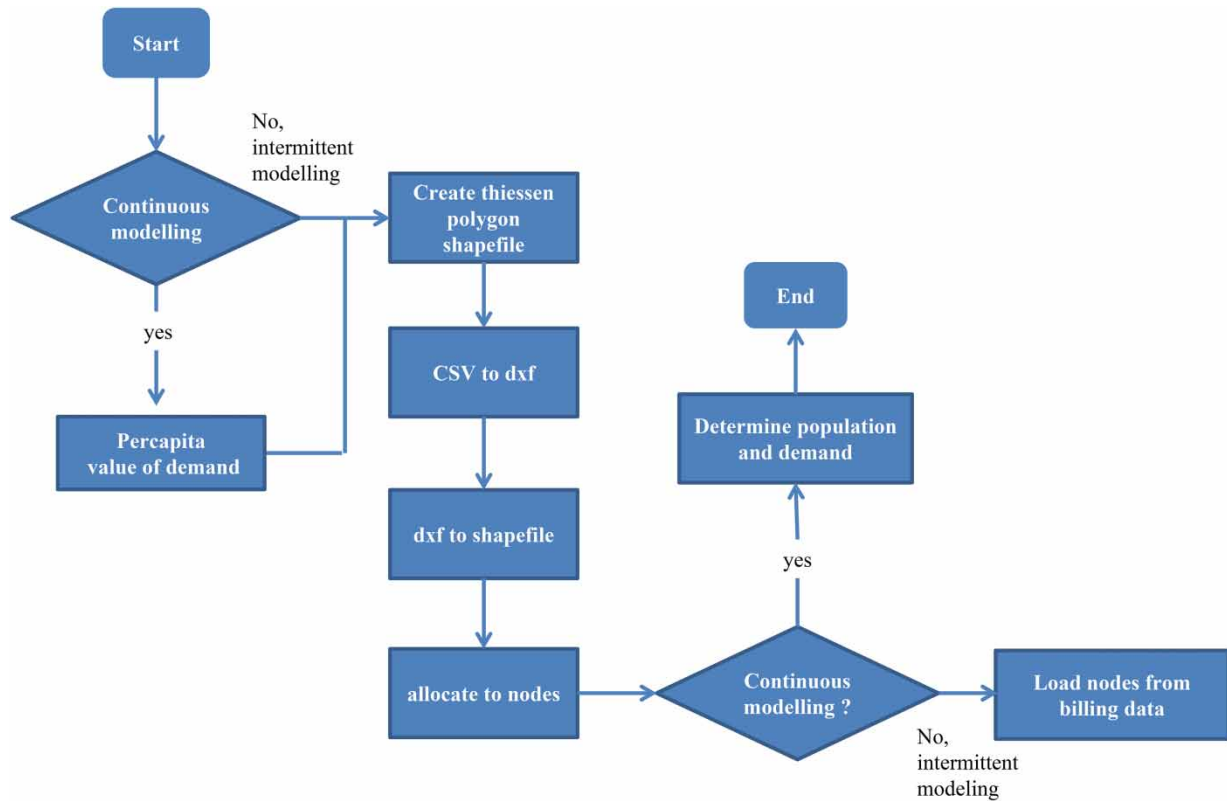 Start
No,
intermittent
modelling
Continuous
modelling
Create thiessen
polygon
shapefile
yes
End
CSV to dxf
Percapita
value of demand
Determine population
and demand
dxf to shapefile
yes
allocate to nodes
Continuous
modelling ?
Load nodes from
billing data
No,
intermittent
modeling